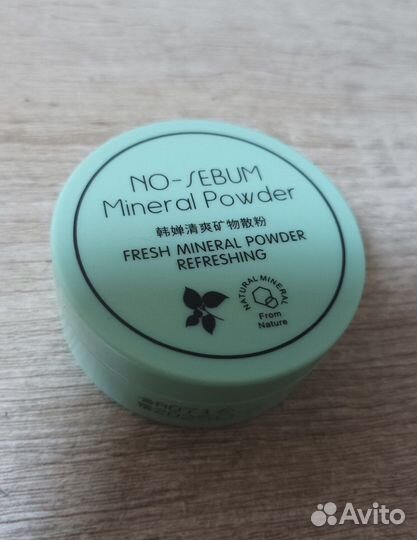 NO-SEBUM
Mineral Powder
韩婵清爽矿物散粉
FRESH MINERAL POWDER
REFRESHING
NATURAL MINERAL
From
Nature
Avito